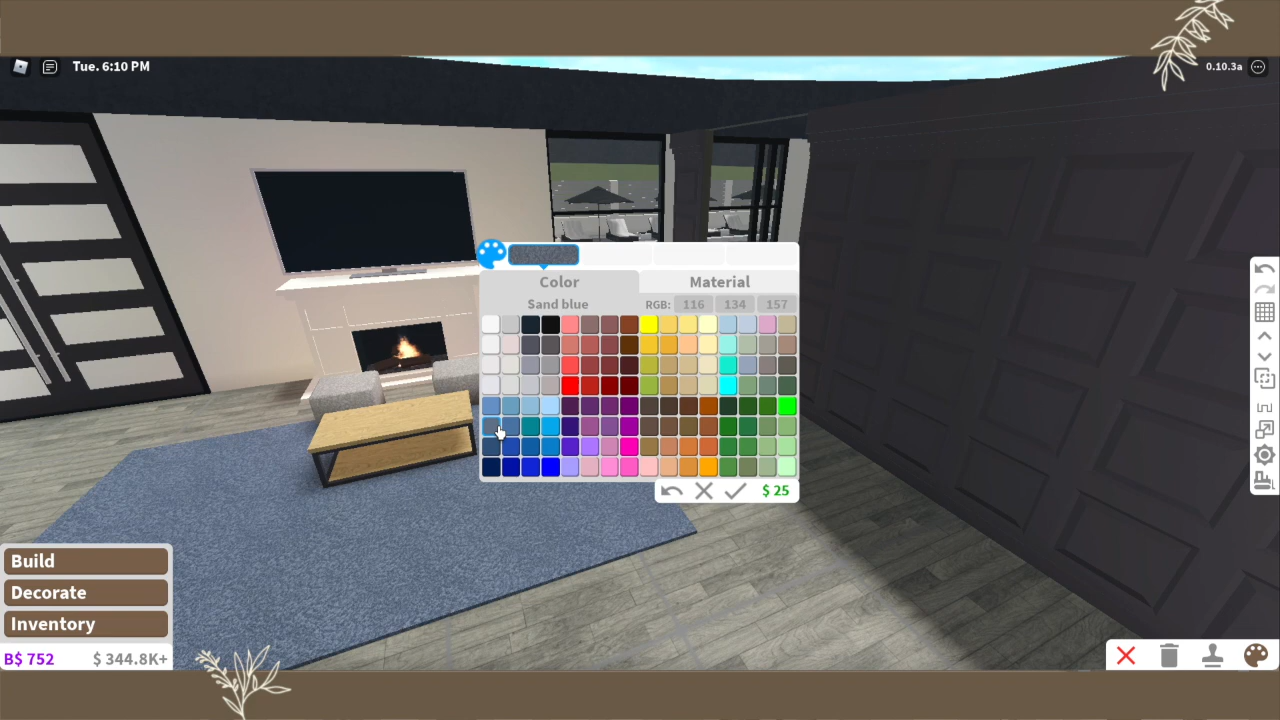 Tue. 6:10 PM
0.10.3a
Color
Material
Sand blue
RGB: 116 134 157
$ 25
Build
Decorate
Inventory
B$ 752
$ 344.8K+